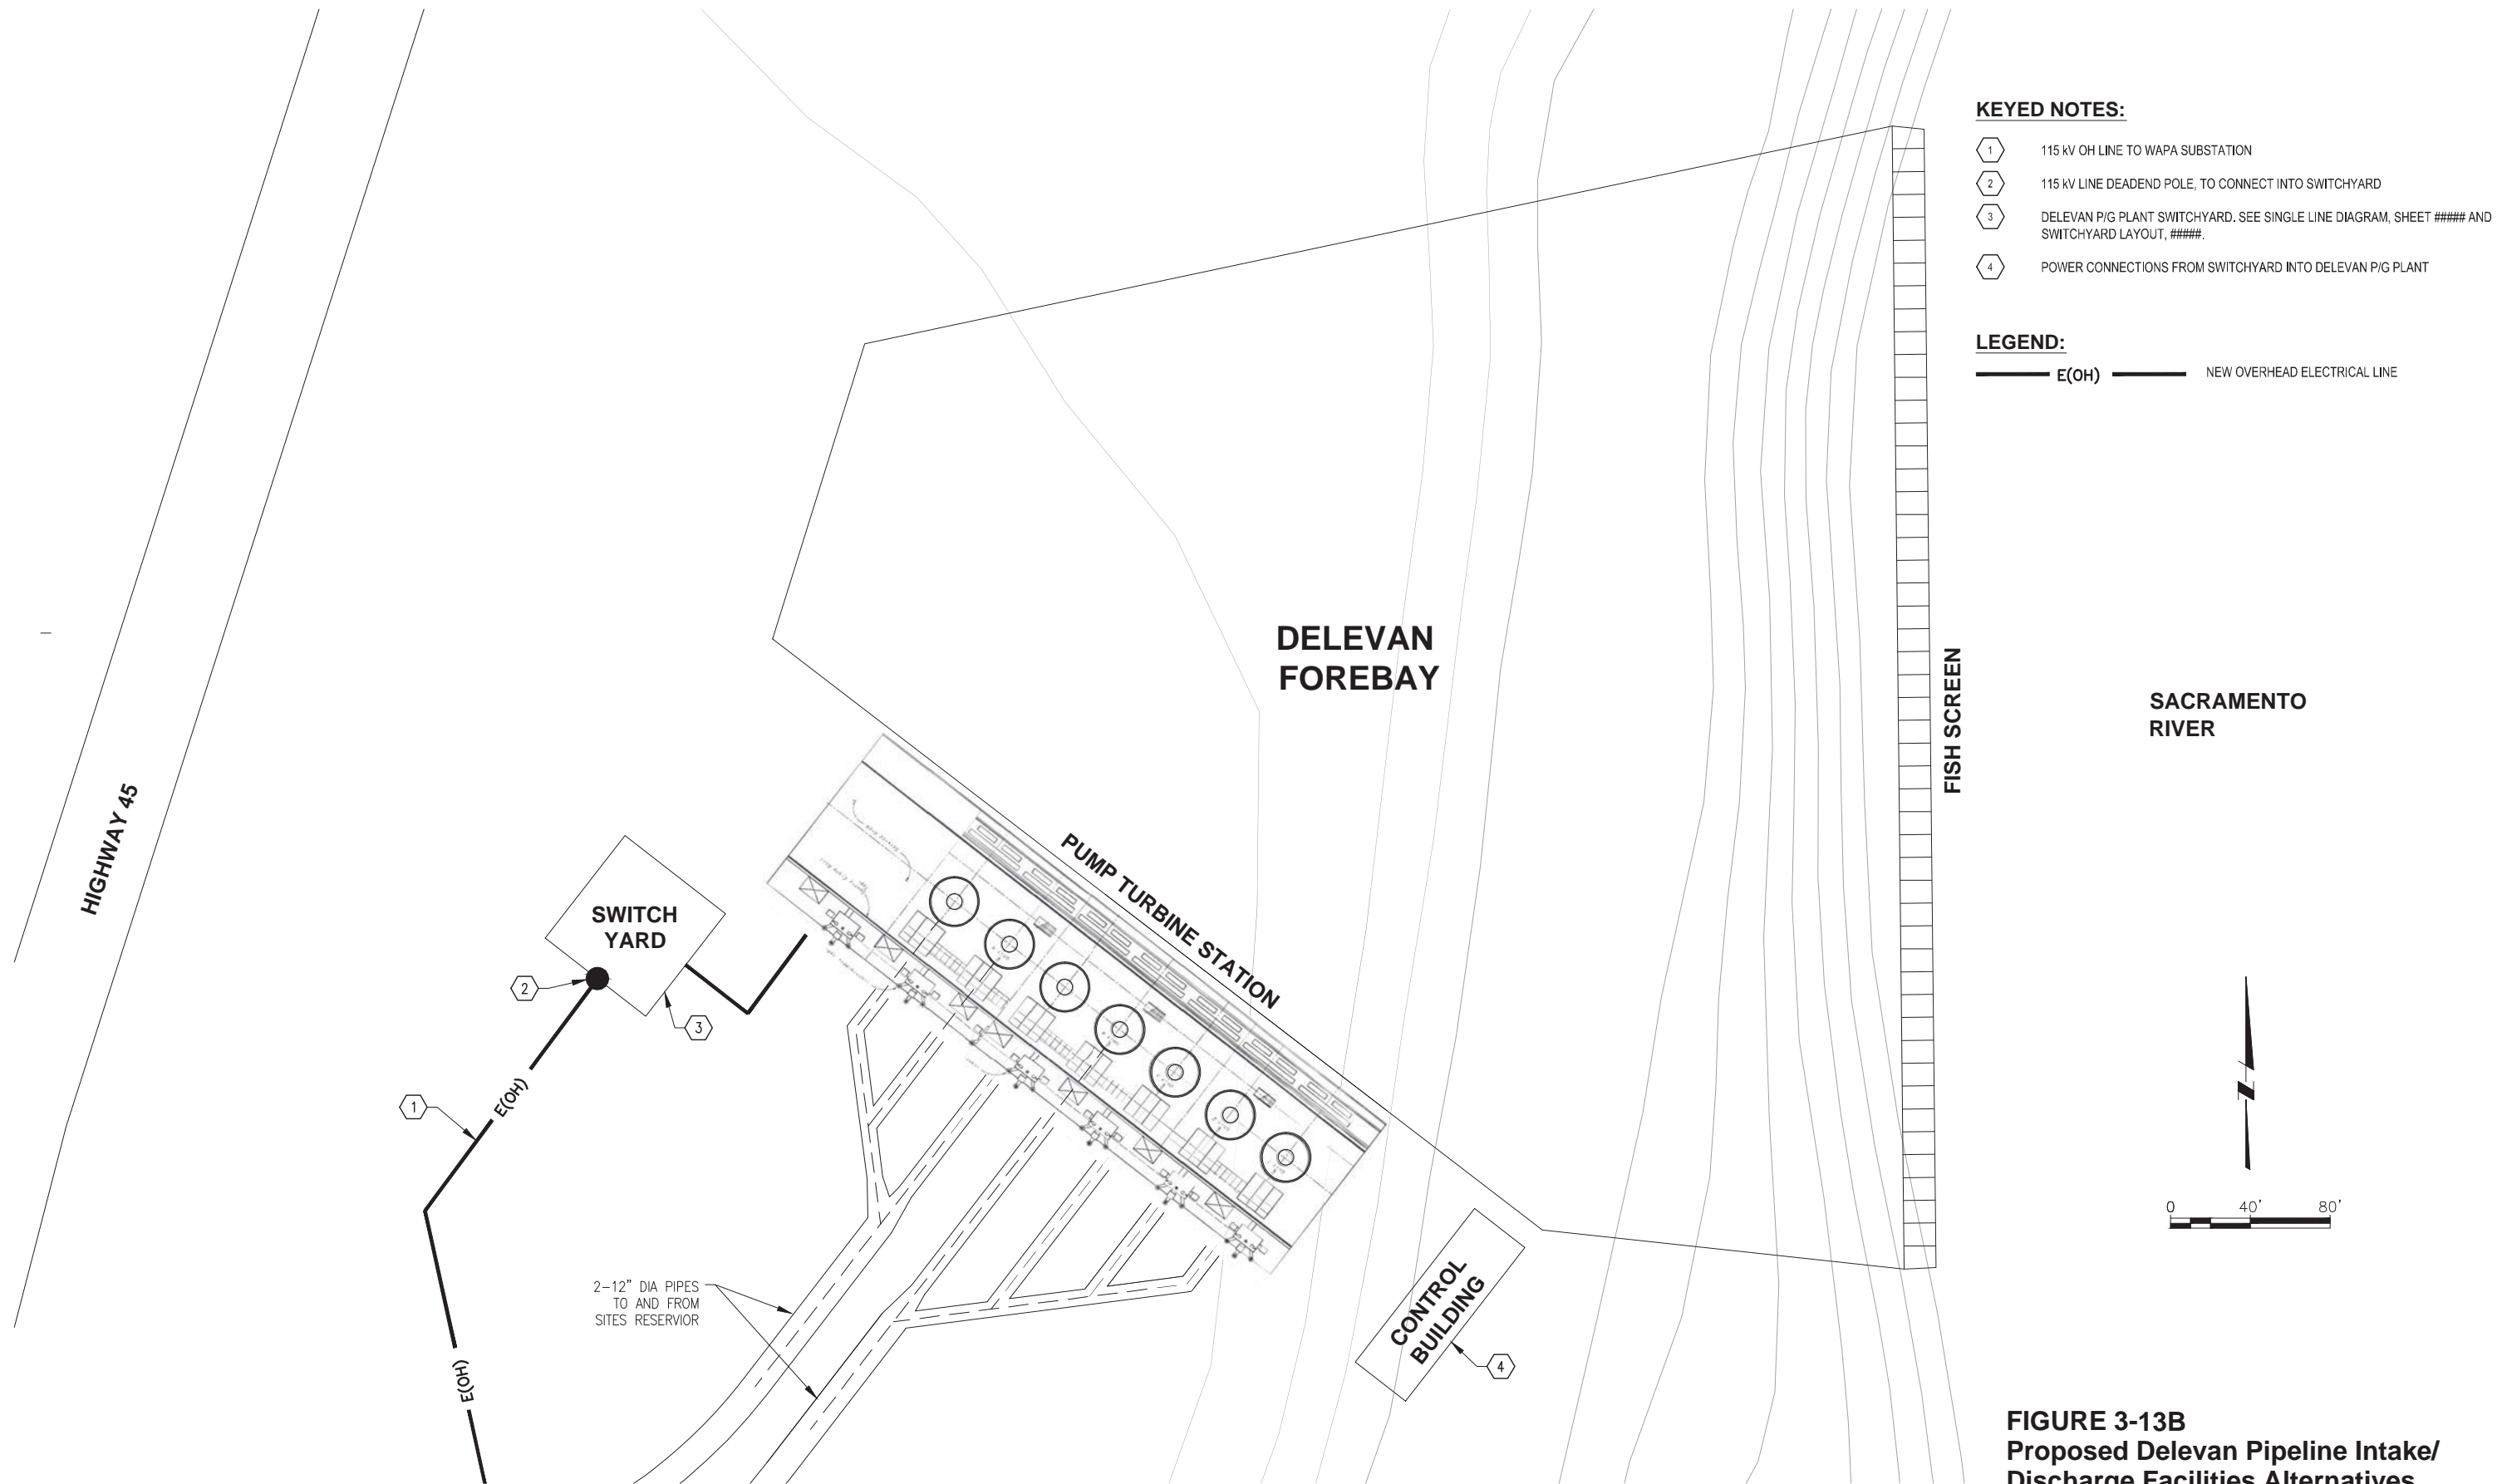 KEYED NOTES:
1 115 kV OH LINE TO WAPA SUBSTATION
2 115 kV LINE DEADEND POLE, TO CONNECT INTO SWITCHYARD
3 DELEVAN P/G PLANT SWITCHYARD. SEE SINGLE LINE DIAGRAM, SHEET ##### AND
SWITCHYARD LAYOUT, #####.
4 POWER CONNECTIONS FROM SWITCHYARD INTO DELEVAN P/G PLANT
LEGEND:
E(OH) NEW OVERHEAD ELECTRICAL LINE
DELEVAN
FOREBAY
FISH SCREEN
SACRAMENTO
RIVER
HIGHWAY 45
PUMP TURBINE STATION
SWITCH
YARD
2
3
1
E(OH)
E(OH)
2-12" DIA PIPES
TO AND FROM
SITES RESERVIOR
CONTROL
BUILDING
4
N
0 40' 80'
FIGURE 3-13B
Proposed Delevan Pipeline Intake/
Discharge Facilities Alternatives